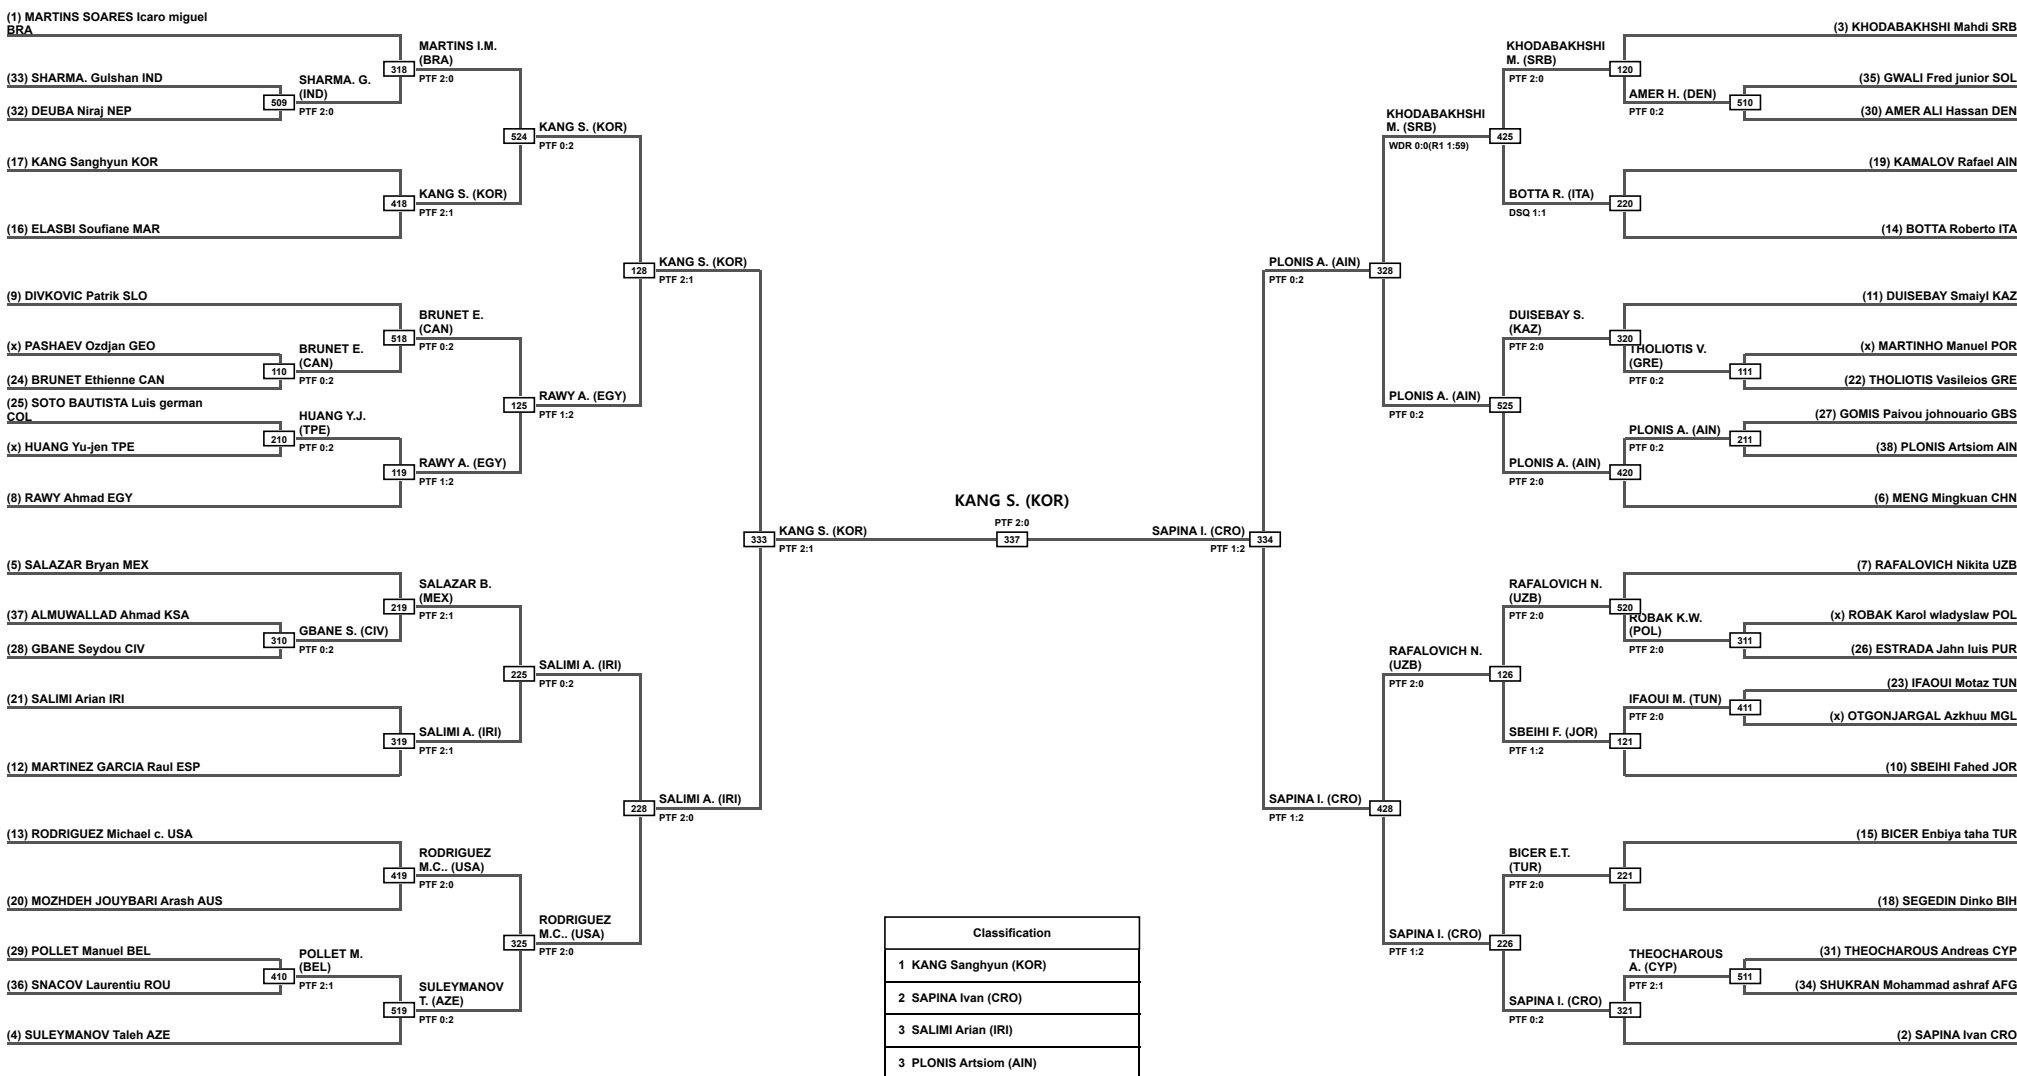 (1) MARTINS SOARES Icaro miguel
BRA
MARTINS I.M.
(BRA)
318
PTF 2:0
(33) SHARMA. Gulshan IND
SHARMA. G.
(IND)
509
PTF 2:0
(32) DEUBA Niraj NEP
524
KANG S. (KOR)
PTF 0:2
(17) KANG Sanghyun KOR
418
KANG S. (KOR)
PTF 2:1
(16) ELASBI Soufiane MAR
128
KANG S. (KOR)
PTF 2:1
(9) DIVKOVIC Patrik SLO
BRUNET E.
(CAN)
518
PTF 0:2
(x) PASHAEV Ozdjan GEO
BRUNET E.
(CAN)
110
PTF 0:2
(24) BRUNET Ethienne CAN
(25) SOTO BAUTISTA Luis german
COL
125
RAWY A. (EGY)
PTF 1:2
HUANG Y.J.
(TPE)
210
PTF 0:2
(x) HUANG Yu-jen TPE
119
RAWY A. (EGY)
PTF 1:2
(8) RAWY Ahmad EGY
333
KANG S. (KOR)
PTF 2:1
(5) SALAZAR Bryan MEX
SALAZAR B.
(MEX)
219
PTF 2:1
(37) ALMUWALLAD Ahmad KSA
310
GBANE S. (CIV)
PTF 0:2
(28) GBANE Seydou CIV
225
SALIMI A. (IRI)
PTF 0:2
(21) SALIMI Arian IRI
319
SALIMI A. (IRI)
PTF 2:1
(12) MARTINEZ GARCIA Raul ESP
228
SALIMI A. (IRI)
PTF 2:0
(13) RODRIGUEZ Michael c. USA
RODRIGUEZ
M.C.. (USA)
419
PTF 2:0
(20) MOZHDEH JOUYBARI Arash AUS
325
RODRIGUEZ
M.C.. (USA)
PTF 2:0
(29) POLLET Manuel BEL
POLLET M.
(BEL)
410
PTF 2:1
(36) SNACOV Laurentiu ROU
SULEYMANOV
T. (AZE)
519
PTF 0:2
(4) SULEYMANOV Taleh AZE
KANG S. (KOR)
PTF 2:0
337
Classification
1 KANG Sanghyun (KOR)
2 SAPINA Ivan (CRO)
3 SALIMI Arian (IRI)
3 PLONIS Artsiom (AIN)
(3) KHODABAKHSHI Mahdi SRB
KHODABAKHSHI
M. (SRB)
120
PTF 2:0
(35) GWALI Fred junior SOL
AMER H. (DEN)
510
PTF 0:2
(30) AMER ALI Hassan DEN
KHODABAKHSHI
M. (SRB)
425
WDR 0:0(R1 1:59)
(19) KAMALOV Rafael AIN
BOTTA R. (ITA)
220
DSQ 1:1
(14) BOTTA Roberto ITA
PLONIS A. (AIN)
328
PTF 0:2
(11) DUISEBAY Smaiyl KAZ
DUISEBAY S.
(KAZ)
320
PTF 2:0
(x) MARTINHO Manuel POR
THOLIOTIS V.
(GRE)
111
PTF 0:2
(22) THOLIOTIS Vasileios GRE
PLONIS A. (AIN)
525
PTF 0:2
(27) GOMIS Paivou johnouario GBS
PLONIS A. (AIN)
211
PTF 0:2
(38) PLONIS Artsiom AIN
PLONIS A. (AIN)
420
PTF 2:0
(6) MENG Mingkuan CHN
SAPINA I. (CRO)
334
PTF 1:2
(7) RAFALOVICH Nikita UZB
RAFALOVICH N.
(UZB)
520
PTF 2:0
(x) ROBAK Karol wladyslaw POL
ROBAK K.W.
(POL)
311
PTF 2:0
(26) ESTRADA Jahn luis PUR
RAFALOVICH N.
(UZB)
126
PTF 2:0
(23) IFAOUI Motaz TUN
IFAOUI M. (TUN)
411
PTF 2:0
(x) OTGONJARGAL Azkhuu MGL
SBEIHI F. (JOR)
121
PTF 1:2
(10) SBEIHI Fahed JOR
SAPINA I. (CRO)
428
PTF 1:2
(15) BICER Enbiya taha TUR
BICER E.T.
(TUR)
221
PTF 2:0
(18) SEGEDIN Dinko BIH
SAPINA I. (CRO)
226
PTF 1:2
(31) THEOCHAROUS Andreas CYP
THEOCHAROUS
A. (CYP)
511
PTF 2:1
(34) SHUKRAN Mohammad ashraf AFG
SAPINA I. (CRO)
321
PTF 0:2
(2) SAPINA Ivan CRO